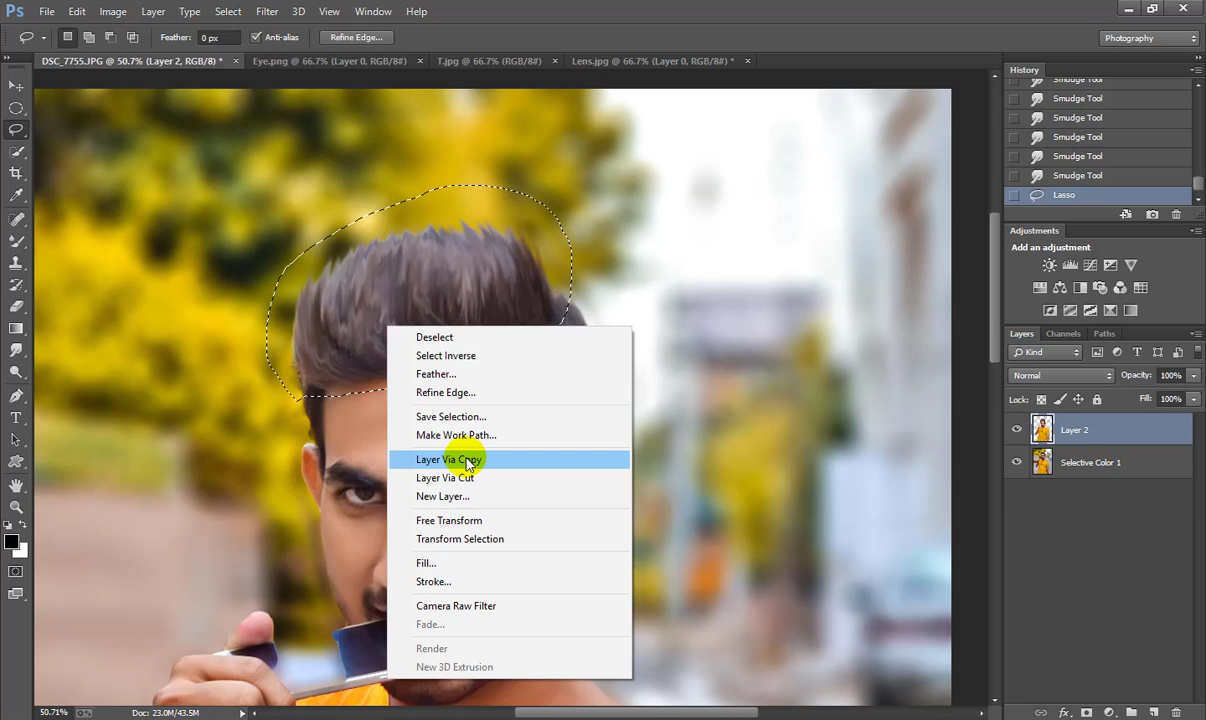 Ps File Edit Image Layer Type Select Filter 3D View Window Help
Feather: 0 px Anti-alias Refine Edge... Photography
DSC_7755.JPG @ 50.7% (Layer 2, RGB/8) * × Eye.png @ 66.7% (Layer 0, RGB/8#) × T.jpg @ 66.7% (RGB/8#) × Lens.jpg @ 66.7% (Layer 0, RGB/8#) * ×
History
Smudge Tool
Smudge Tool
Smudge Tool
Smudge Tool
Smudge Tool
Smudge Tool
Lasso
Adjustments
Add an adjustment
Layers Channels Paths
Kind
Normal Opacity: 100%
Lock: Fill: 100%
Layer 2
Selective Color 1
Deselect
Select Inverse
Feather...
Refine Edge...
Save Selection...
Make Work Path...
Layer Via Copy
Layer Via Cut
New Layer...
Free Transform
Transform Selection
Fill...
Stroke...
Camera Raw Filter
Fade...
Render
New 3D Extrusion
50.71% Doc: 23.0M/43.5M